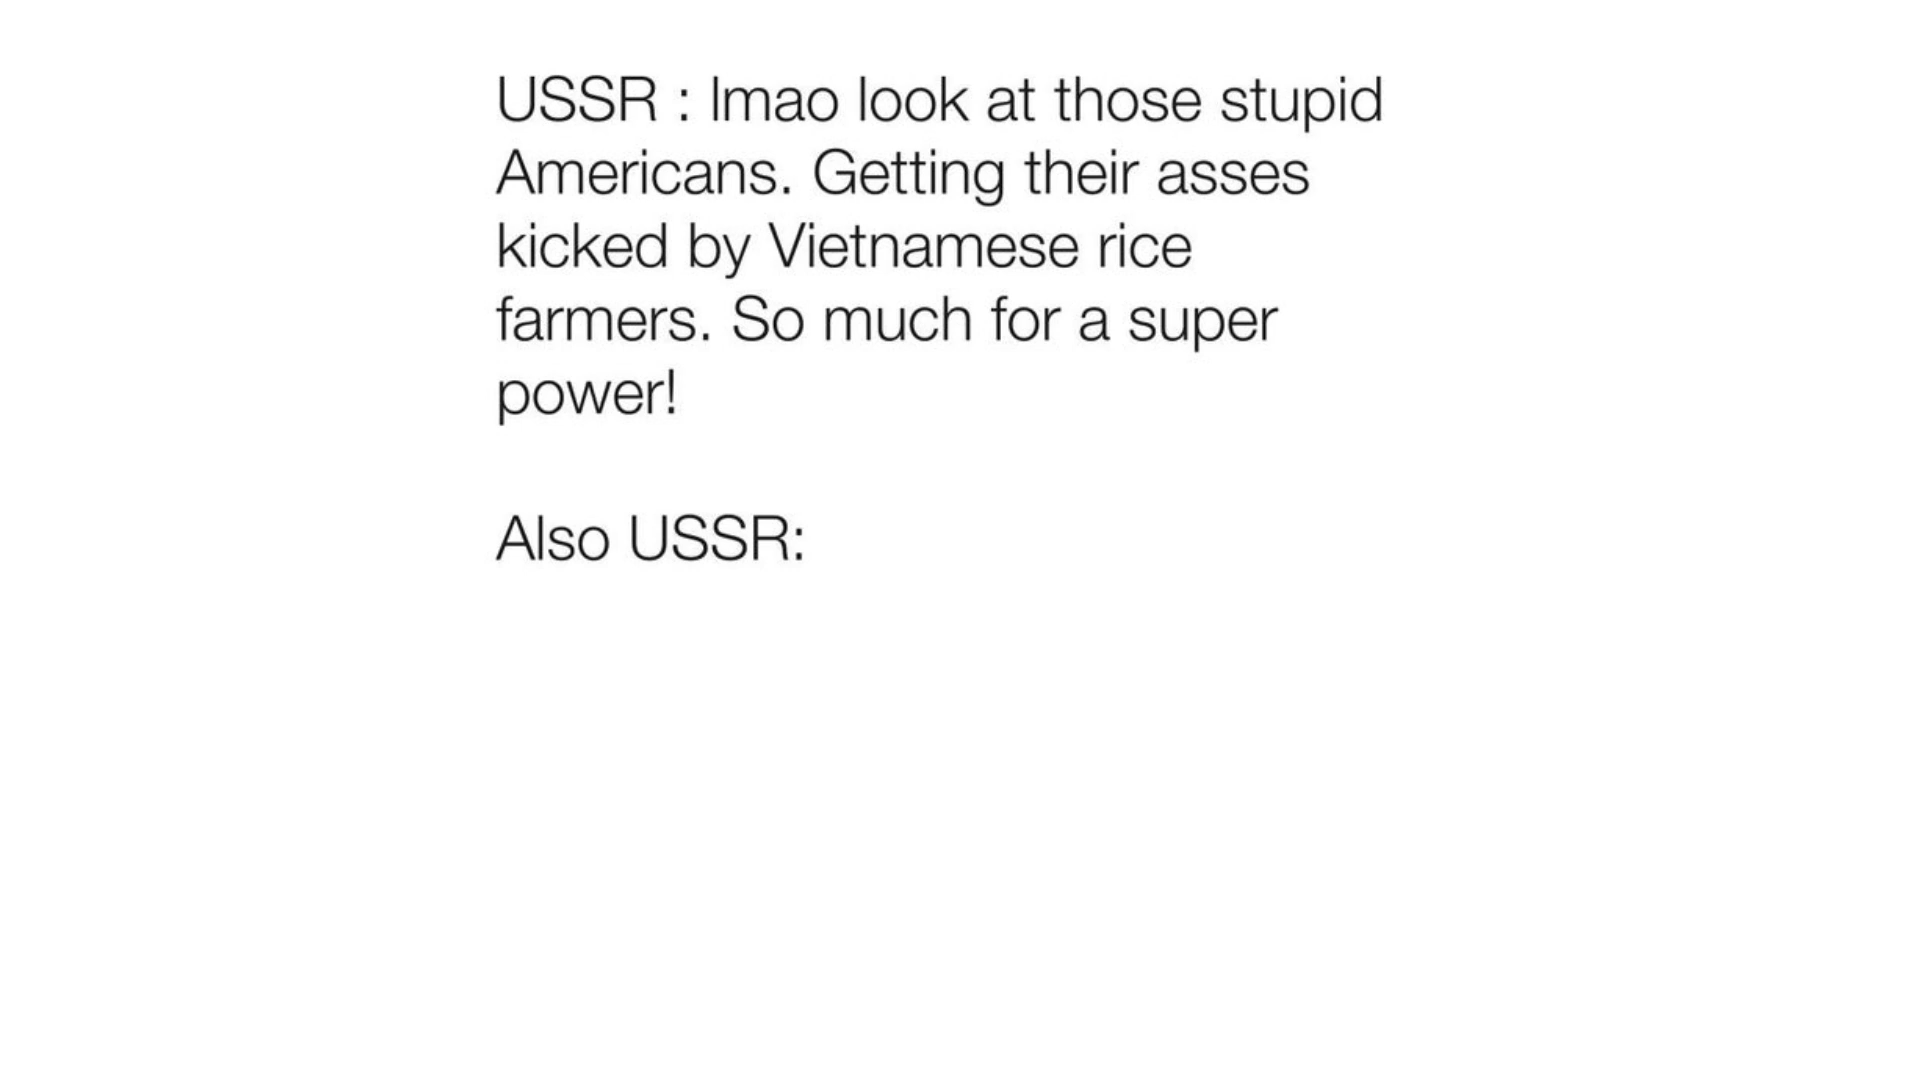 USSR : lmao look at those stupid
Americans. Getting their asses
kicked by Vietnamese rice
farmers. So much for a super
power!
Also USSR: